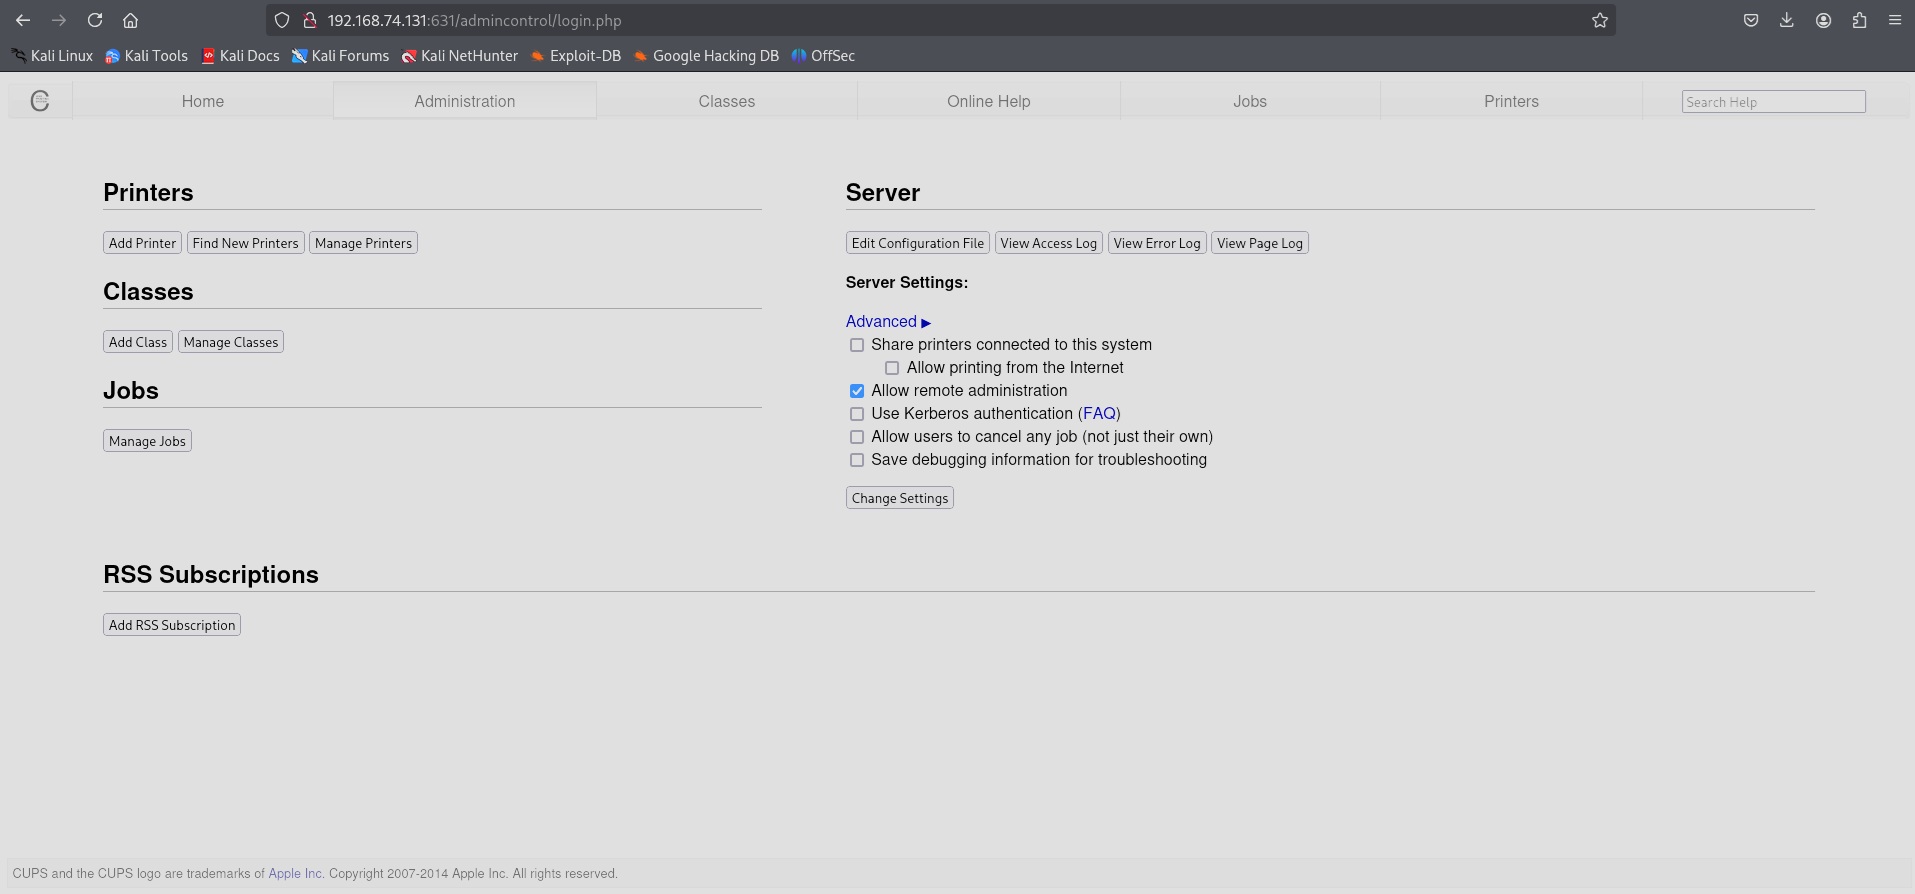 192.168.74.131:631/admincontrol/login.php
Kali Linux Kali Tools Kali Docs Kali Forums Kali NetHunter Exploit-DB Google Hacking DB OffSec
Home Administration Classes Online Help Jobs Printers Search Help
Printers
Add Printer Find New Printers Manage Printers
Classes
Add Class Manage Classes
Jobs
Manage Jobs
Server
Edit Configuration File View Access Log View Error Log View Page Log
Server Settings:
Advanced ▶
Share printers connected to this system
Allow printing from the Internet
Allow remote administration
Use Kerberos authentication (FAQ)
Allow users to cancel any job (not just their own)
Save debugging information for troubleshooting
Change Settings
RSS Subscriptions
Add RSS Subscription
CUPS and the CUPS logo are trademarks of Apple Inc. Copyright 2007-2014 Apple Inc. All rights reserved.